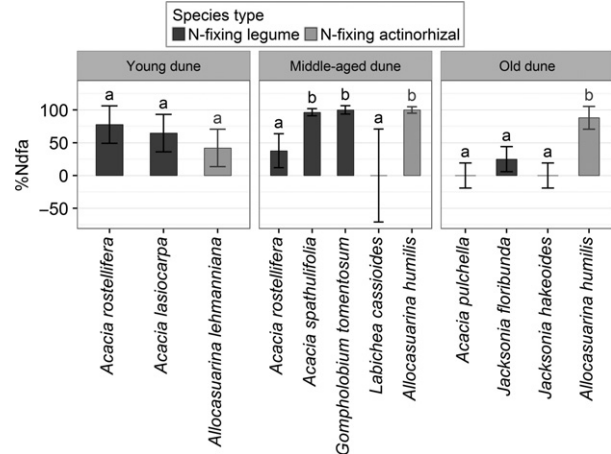 Species type
N-fixing legume N-fixing actinorhizal
Young dune Middle-aged dune Old dune
%Ndfa
100
50
0
−50
a a a
a b b a b
a a a b
Acacia rostellifera
Acacia lasiocarpa
Allocasuarina lehmanniana
Acacia rostellifera
Acacia spathulifolia
Gompholobium tomentosum
Labichea cassioides
Allocasuarina humilis
Acacia pulchella
Jacksonia floribunda
Jacksonia hakeoides
Allocasuarina humilis